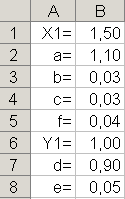 A B
1 X1= 1,50
2 a= 1,10
3 b= 0,03
4 c= 0,03
5 f= 0,04
6 Y1= 1,00
7 d= 0,90
8 e= 0,05